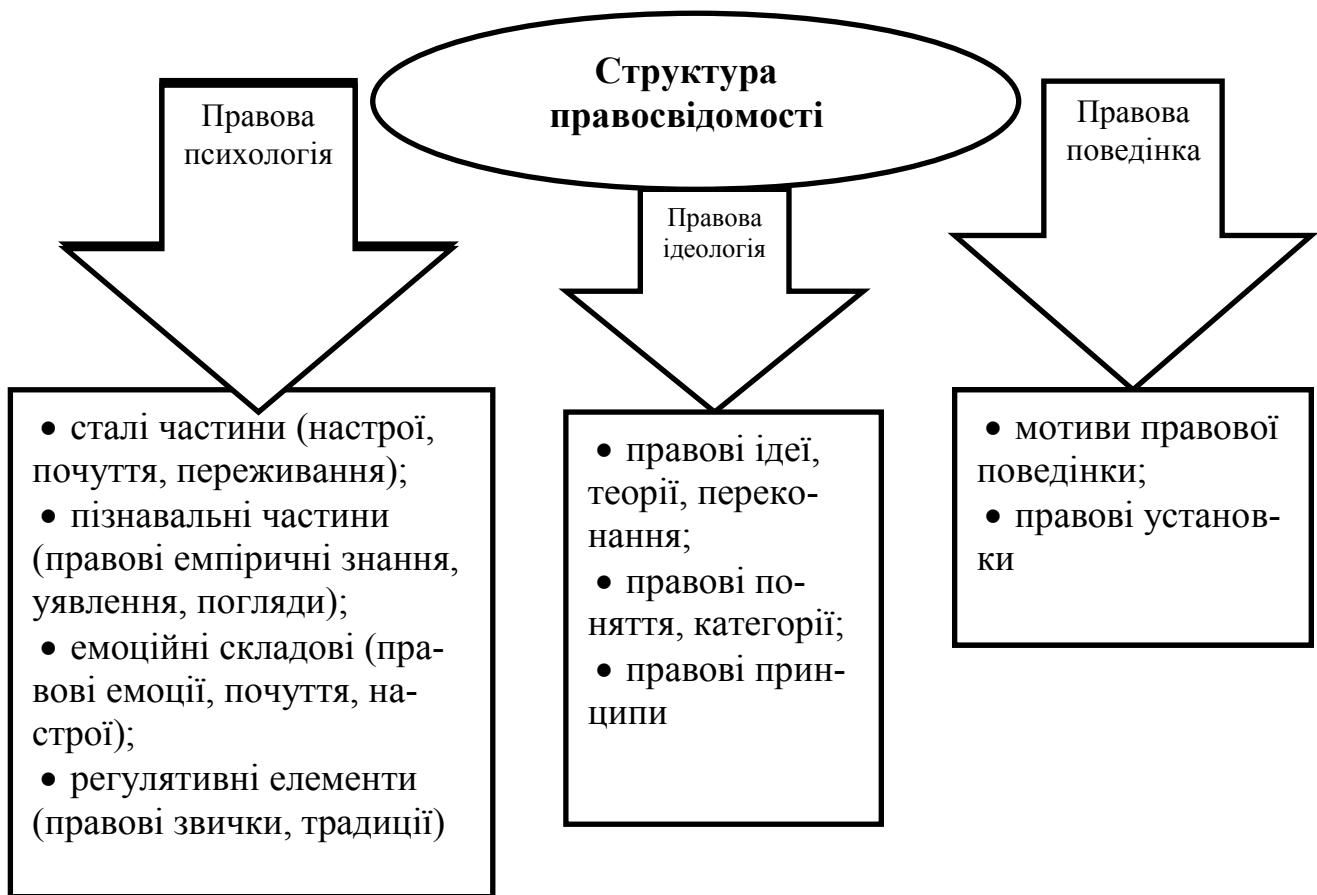 Структура
правосвідомості
Правова
психологія
Правова
ідеологія
Правова
поведінка
• сталі частини (настрої,
почуття, переживання);
• пізнавальні частини
(правові емпіричні знання,
уявлення, погляди);
• емоційні складові (пра-
вові емоції, почуття, на-
строї);
• регулятивні елементи
(правові звички, традиції)
• правові ідеї,
теорії, переко-
нання;
• правові по-
няття, категорії;
• правові прин-
ципи
• мотиви правової
поведінки;
• правові установ-
ки